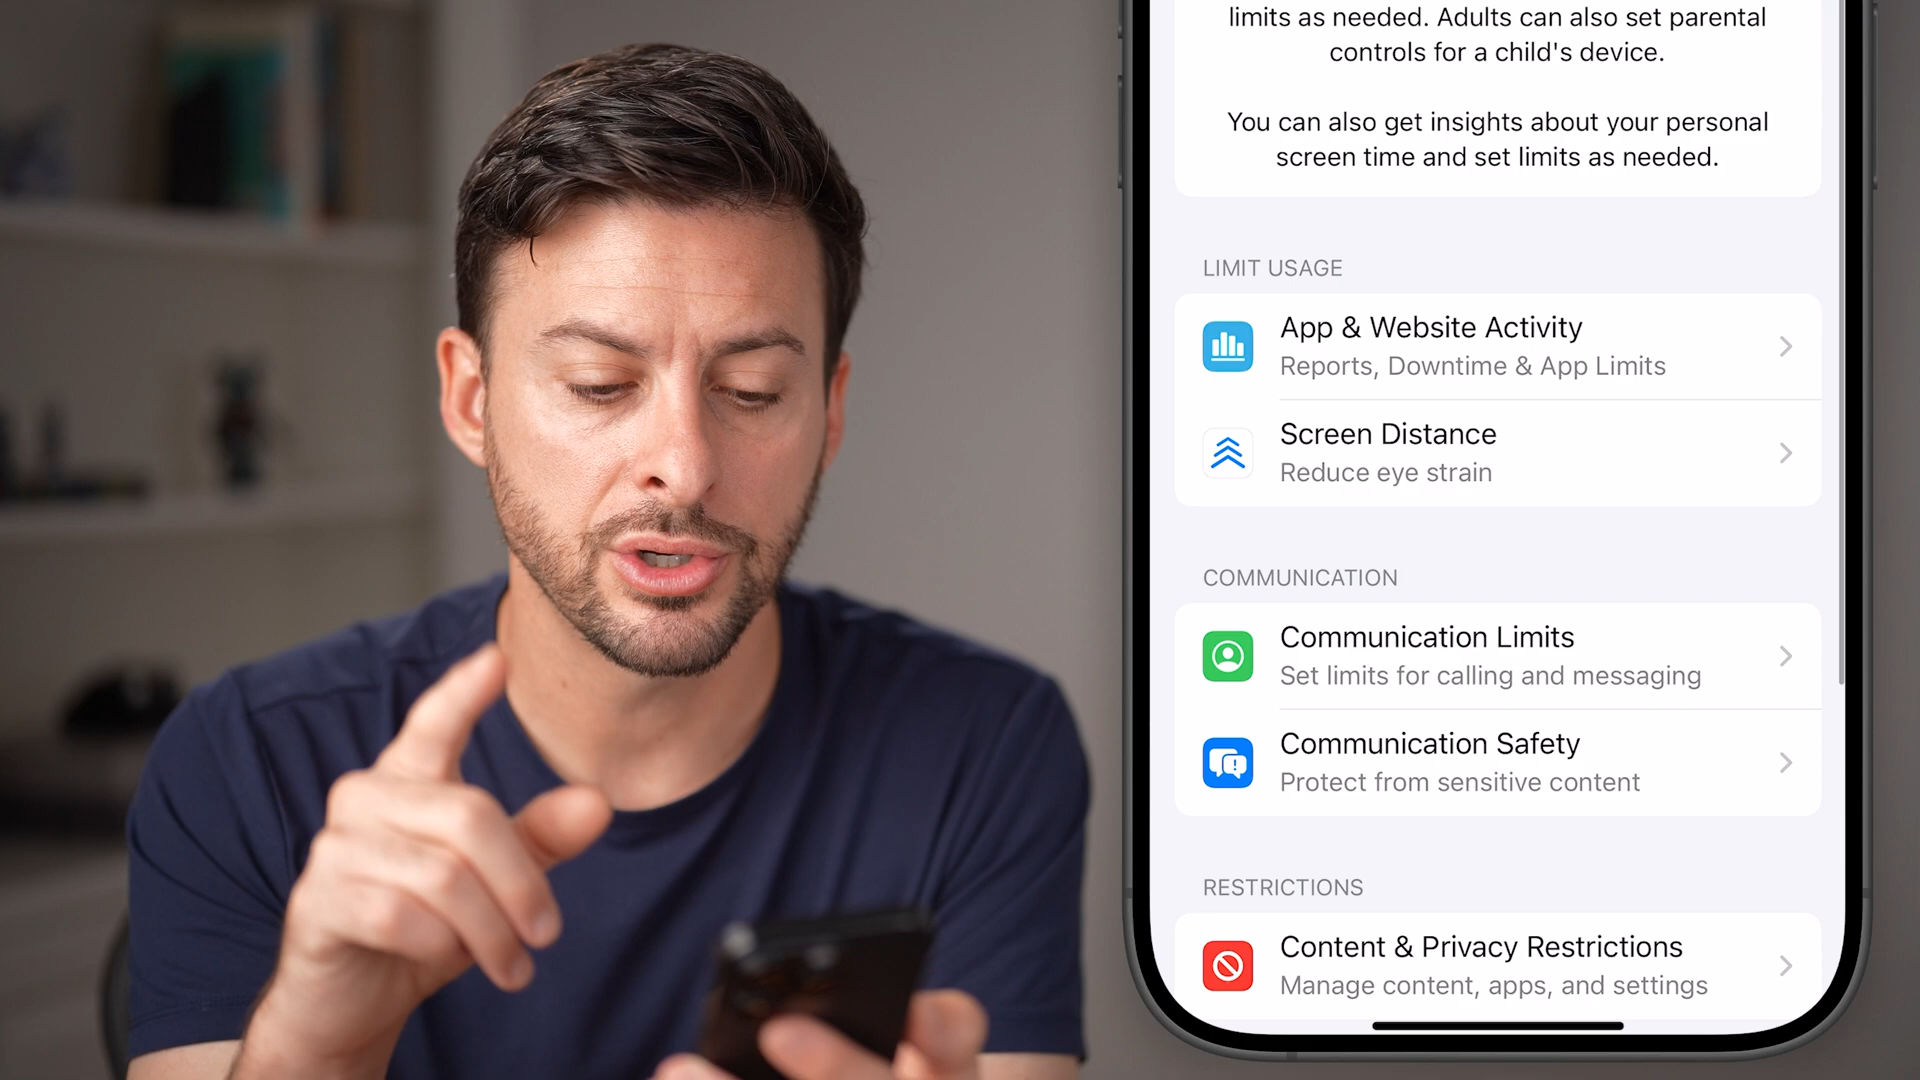 limits as needed. Adults can also set parental
controls for a child's device.
You can also get insights about your personal
screen time and set limits as needed.
LIMIT USAGE
App & Website Activity
Reports, Downtime & App Limits
Screen Distance
Reduce eye strain
COMMUNICATION
Communication Limits
Set limits for calling and messaging
Communication Safety
Protect from sensitive content
RESTRICTIONS
Content & Privacy Restrictions
Manage content, apps, and settings